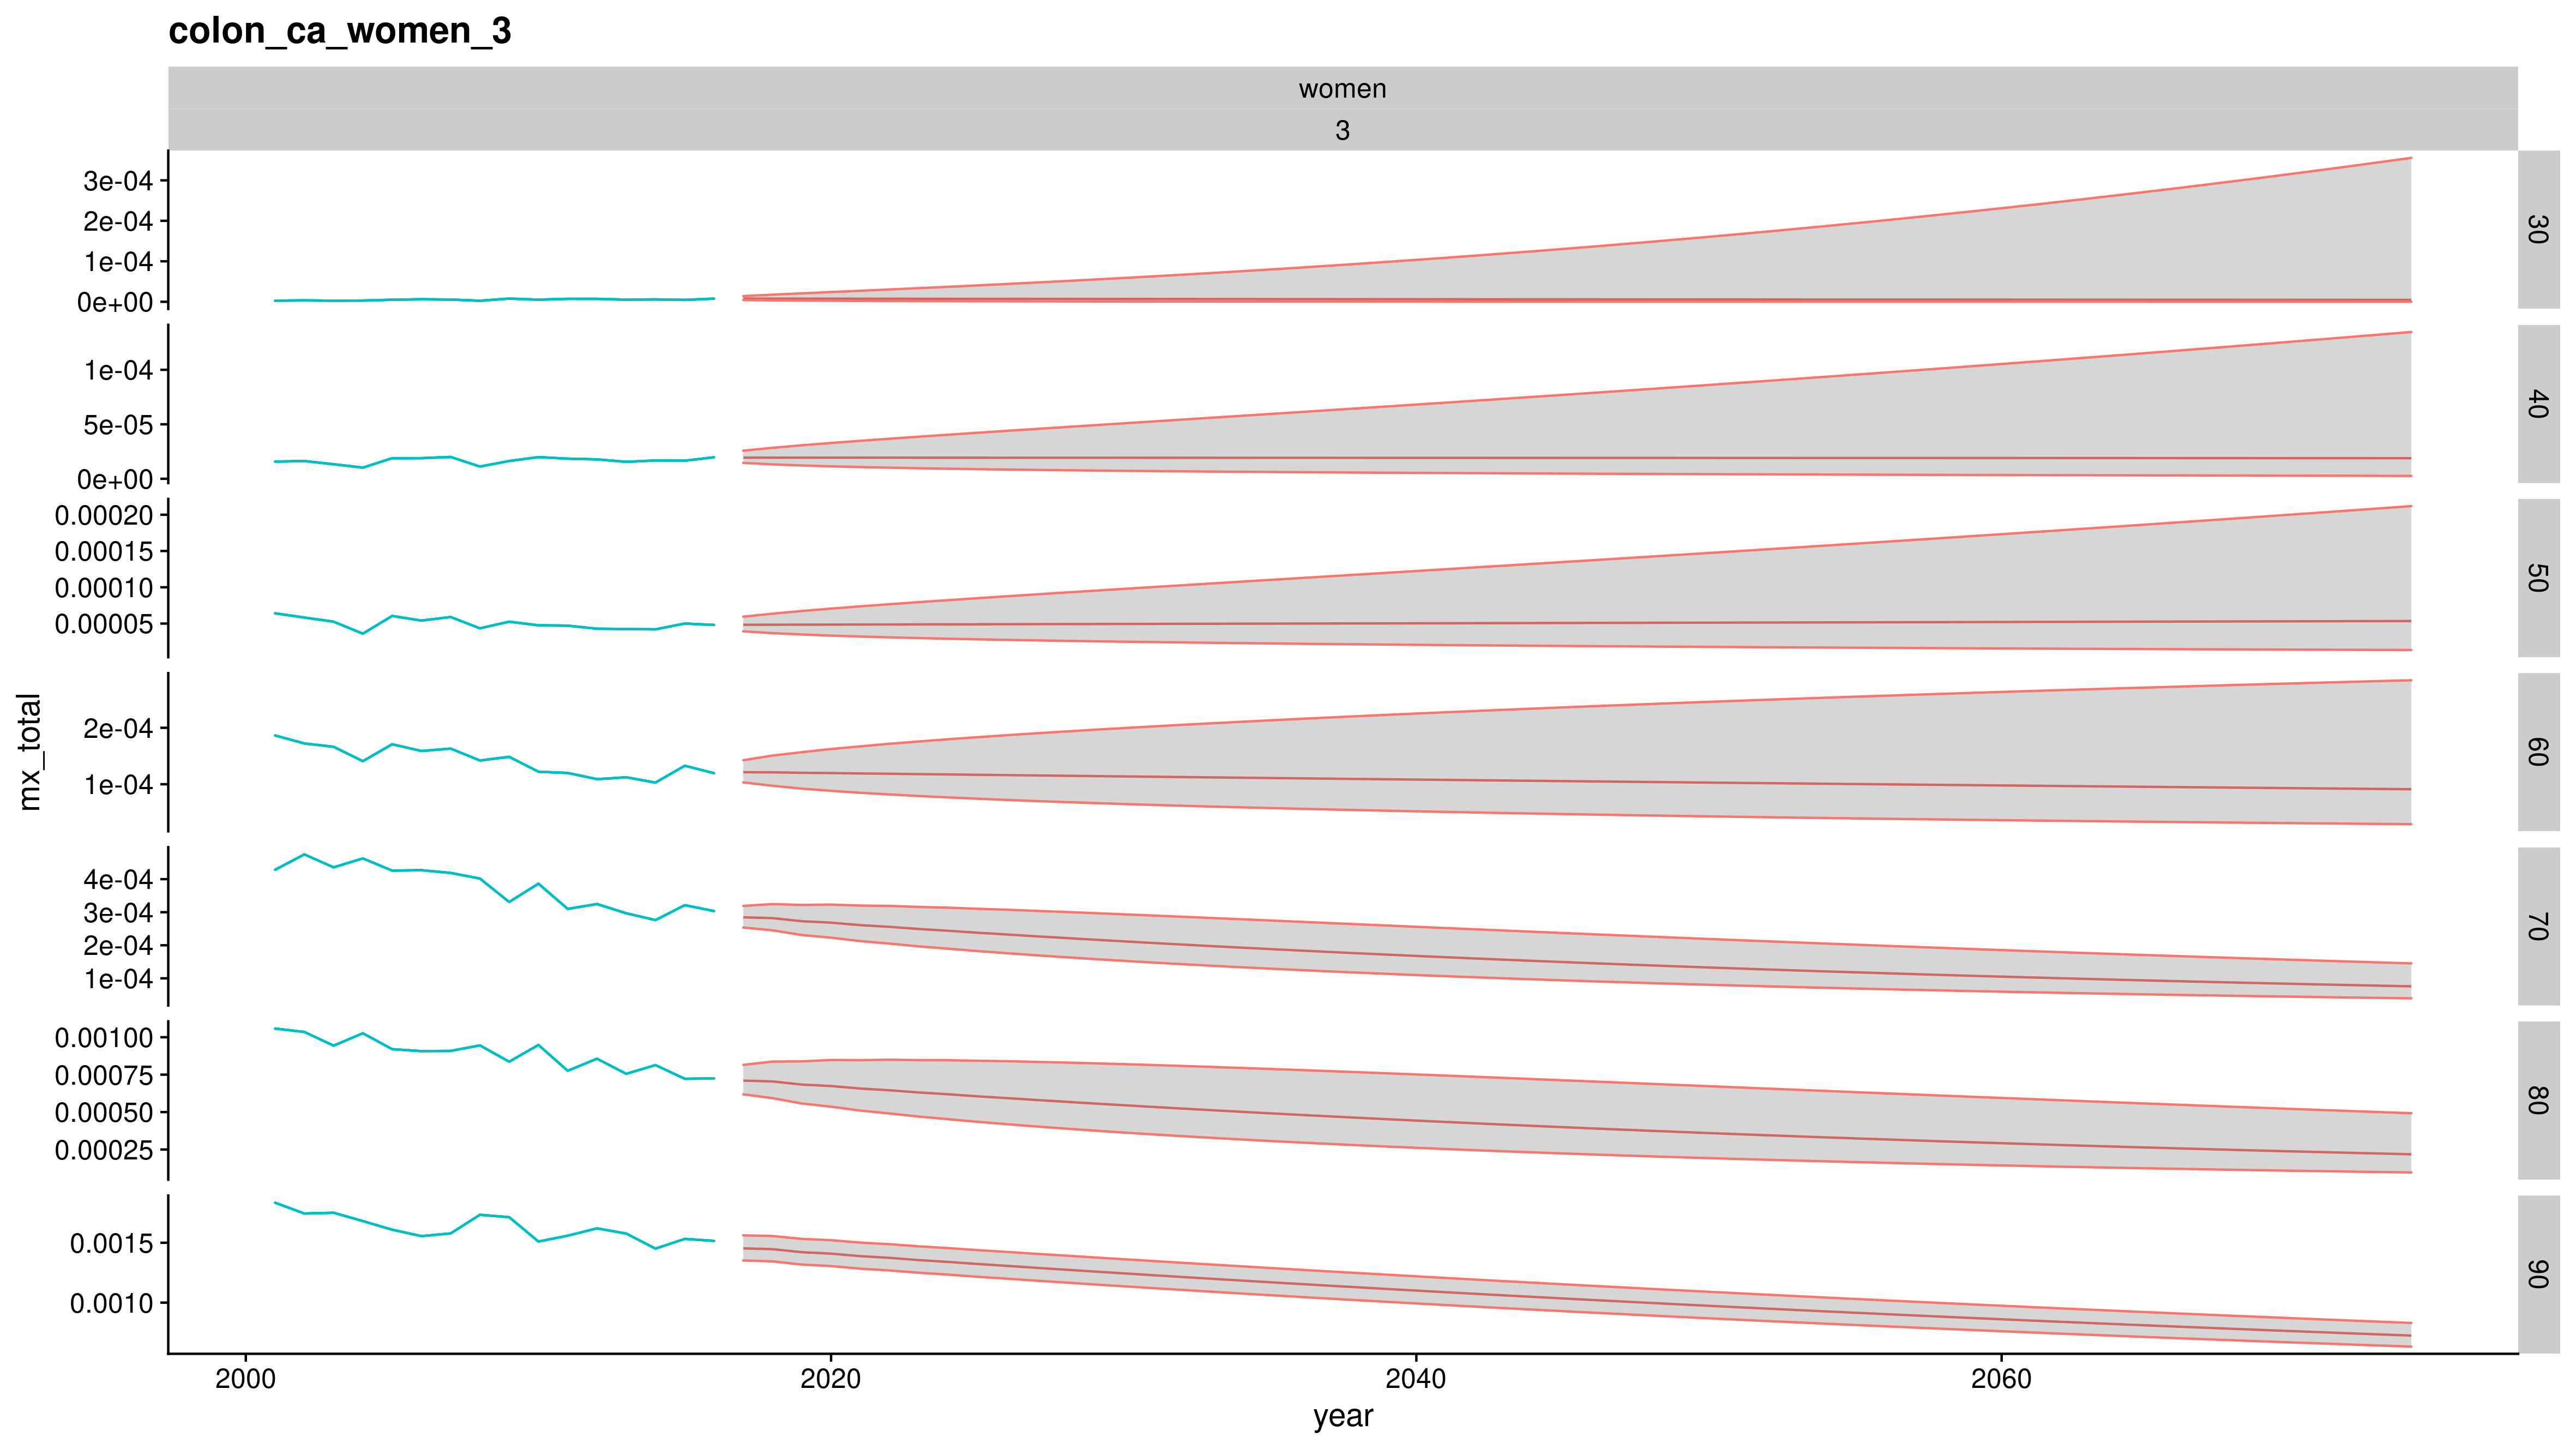 colon_ca_women_3
women
3
3e-04
2e-04
1e-04
0e+00
30
1e-04
5e-05
0e+00
40
0.00020
0.00015
0.00010
0.00005
50
2e-04
1e-04
60
4e-04
3e-04
2e-04
1e-04
70
0.00100
0.00075
0.00050
0.00025
80
0.0015
0.0010
90
mx_total
2000 2020 2040 2060
year